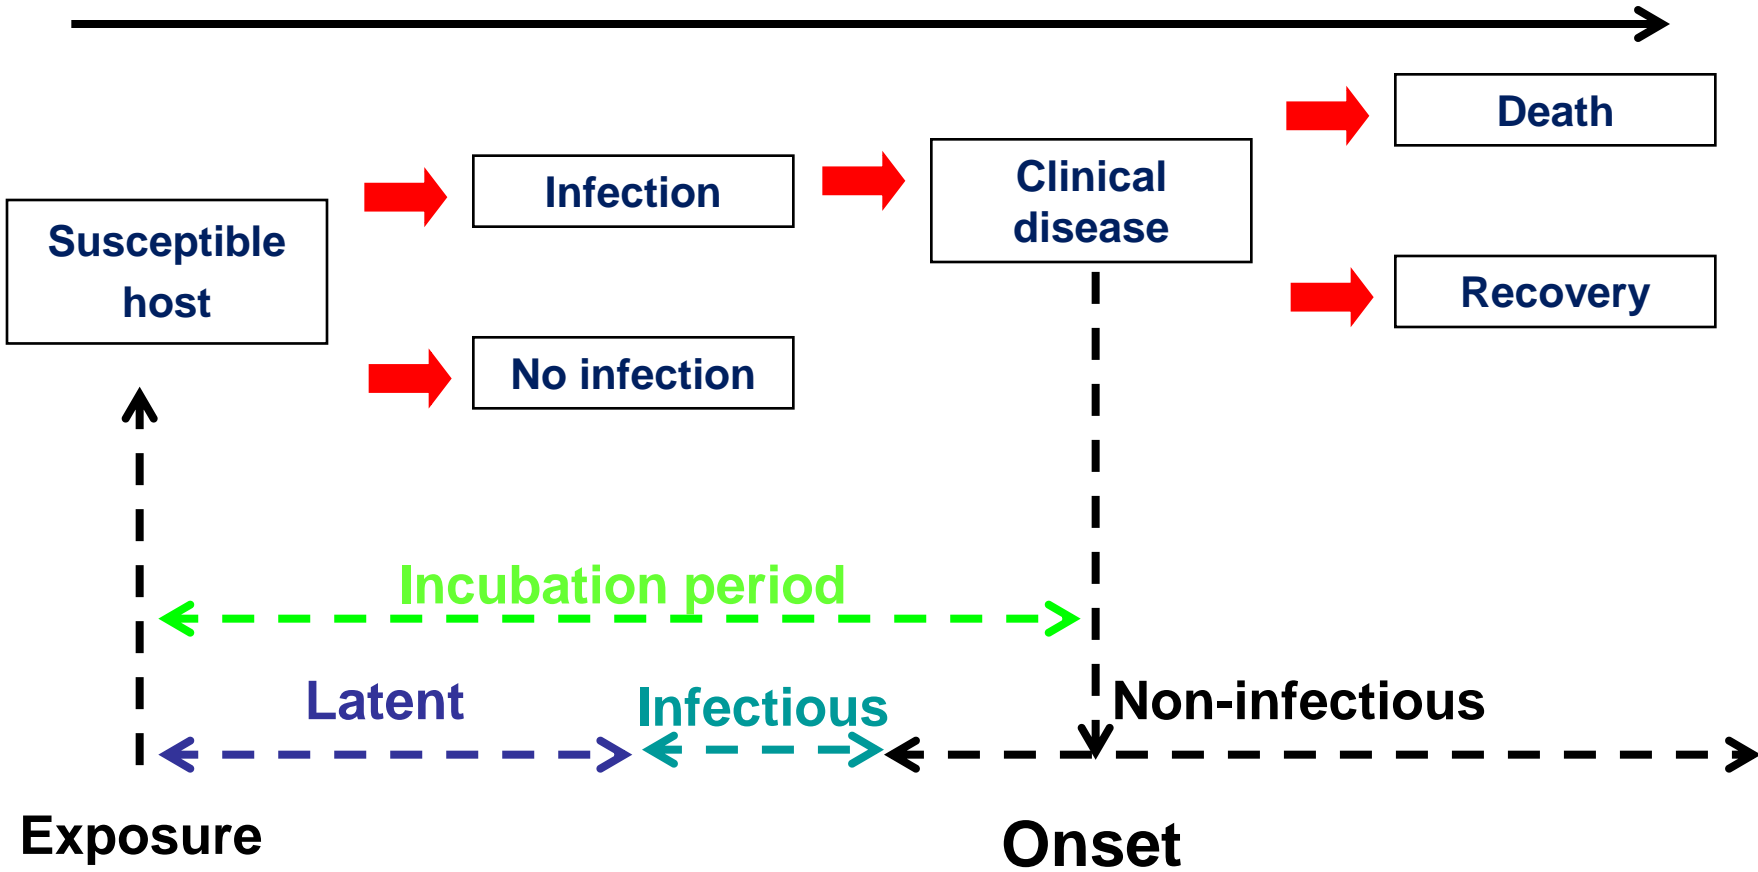 Death
Clinical
disease
Infection
Susceptible
host
Recovery
No infection
Incubation period
Latent
Infectious
Non-infectious
Exposure
Onset